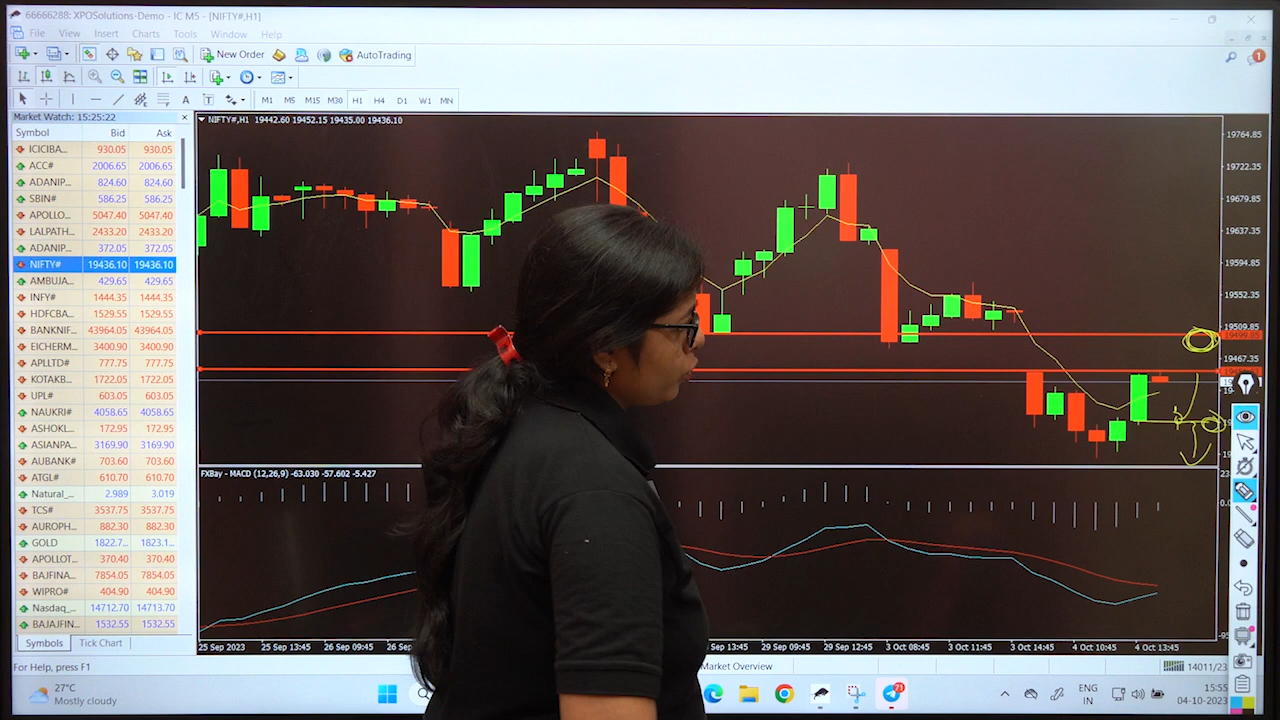 66666288: XPOSolutions-Demo - IC M5 - [NIFTY#,H1]
File View Insert Charts Tools Window Help
New Order AutoTrading 1
A T M1 M5 M15 M30 H1 H4 D1 W1 MN
Market Watch: 15:25:22
Symbol Bid Ask
ICICIBA... 930.05 930.05
ACC# 2006.65 2006.65
ADANIP... 824.60 824.60
SBIN# 586.25 586.25
APOLLO... 5047.40 5047.40
LALPATH... 2433.20 2433.20
ADANIP... 372.05 372.05
NIFTY# 19436.10 19436.10
AMBUJA... 429.65 429.65
INFY# 1444.35 1444.35
HDFCBA... 1529.55 1529.55
BANKNIF... 43964.05 43964.05
EICHERM... 3400.90 3400.90
APLLTD# 777.75 777.75
KOTAKB... 1722.05 1722.05
UPL# 603.05 603.05
NAUKRI# 4058.65 4058.65
ASHOKL... 172.95 172.95
ASIANPA... 3169.90 3169.90
AUBANK# 703.60 703.60
ATGL# 610.70 610.70
Natural_... 2.989 3.019
TCS# 3537.75 3537.75
AUROPH... 882.30 882.30
GOLD 1822.7... 1823.1...
APOLLOT... 370.40 370.40
BAJFINA... 7854.05 7854.05
WIPRO# 404.90 404.90
Nasdaq_... 14712.70 14713.70
BAJAJFIN... 1532.55 1532.55
Symbols Tick Chart
NIFTY#,H1 19442.60 19452.15 19435.00 19436.10
19764.85
19722.35
19679.85
19637.35
19594.85
19552.35
19509.85
19499.85
19467.35
FXBay - MACD (12,26,9) -63.030 -57.602 -5.427
25 Sep 2023 25 Sep 13:45 26 Sep 09:45 26 Sep 13:45 29 Sep 09:45 29 Sep 12:45 3 Oct 08:45 3 Oct 11:45 3 Oct 14:45 4 Oct 10:45 4 Oct 13:45
For Help, press F1 Market Overview 14011/23
27°C
Mostly cloudy
71
ENG
IN
15:55
04-10-2023